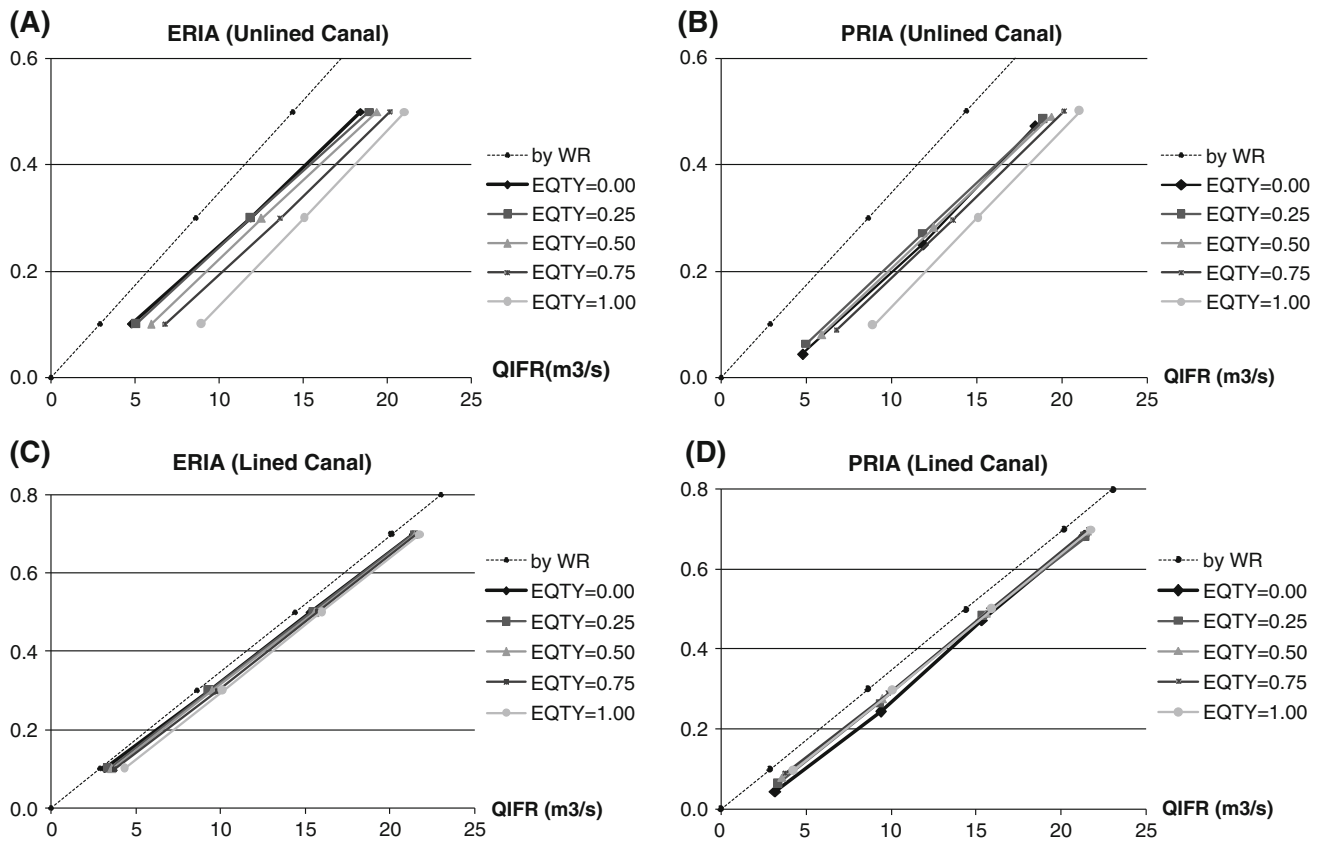 (A)
ERIA (Unlined Canal)
0.6
0.4
0.2
0.0
0 5 10 15 20 25
QIFR(m3/s)
by WR
EQTY=0.00
EQTY=0.25
EQTY=0.50
EQTY=0.75
EQTY=1.00
(B)
PRIA (Unlined Canal)
0.6
0.4
0.2
0.0
0 5 10 15 20 25
QIFR (m3/s)
by WR
EQTY=0.00
EQTY=0.25
EQTY=0.50
EQTY=0.75
EQTY=1.00
(C)
ERIA (Lined Canal)
0.8
0.6
0.4
0.2
0.0
0 5 10 15 20 25
QIFR (m3/s)
by WR
EQTY=0.00
EQTY=0.25
EQTY=0.50
EQTY=0.75
EQTY=1.00
(D)
PRIA (Lined Canal)
0.8
0.6
0.4
0.2
0.0
0 5 10 15 20 25
QIFR (m3/s)
by WR
EQTY=0.00
EQTY=0.25
EQTY=0.50
EQTY=0.75
EQTY=1.00